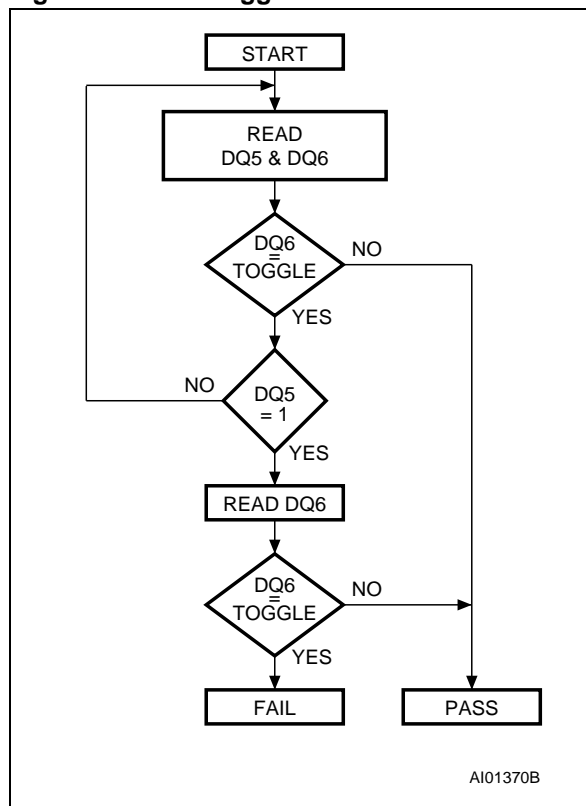 START
READ
DQ5 & DQ6
DQ6
=
TOGGLE
NO
YES
NO
DQ5
= 1
YES
READ DQ6
DQ6
=
TOGGLE
NO
YES
FAIL
PASS
AI01370B